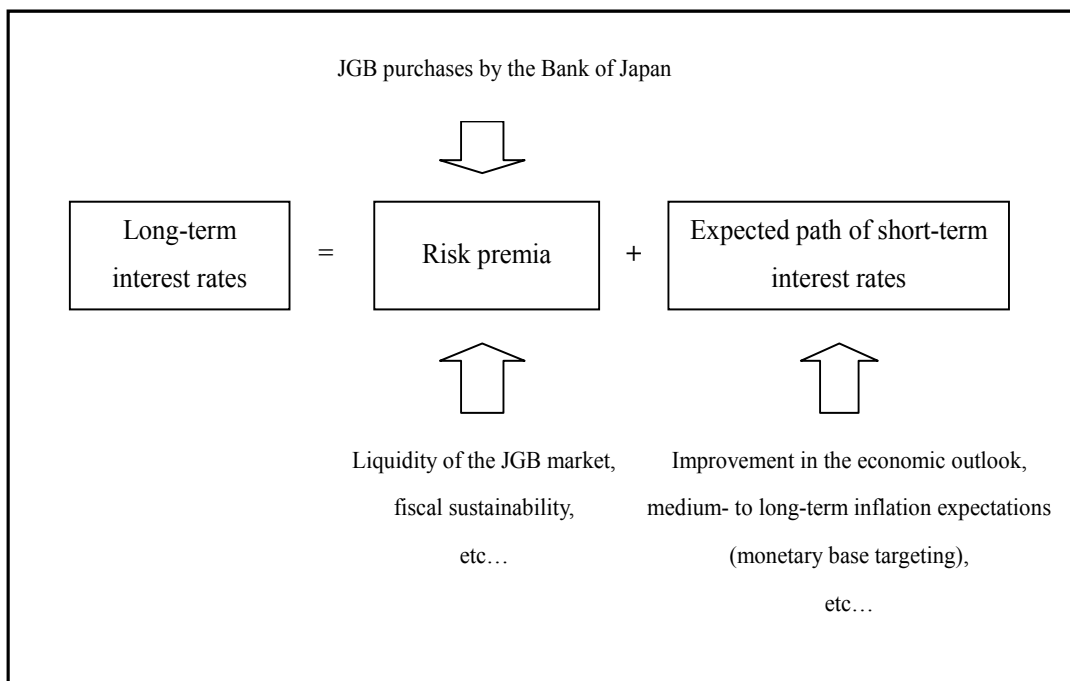 JGB purchases by the Bank of Japan
Long-term
interest rates
=
Risk premia
+
Expected path of short-term
interest rates
Liquidity of the JGB market,
fiscal sustainability,
etc…
Improvement in the economic outlook,
medium- to long-term inflation expectations
(monetary base targeting),
etc…